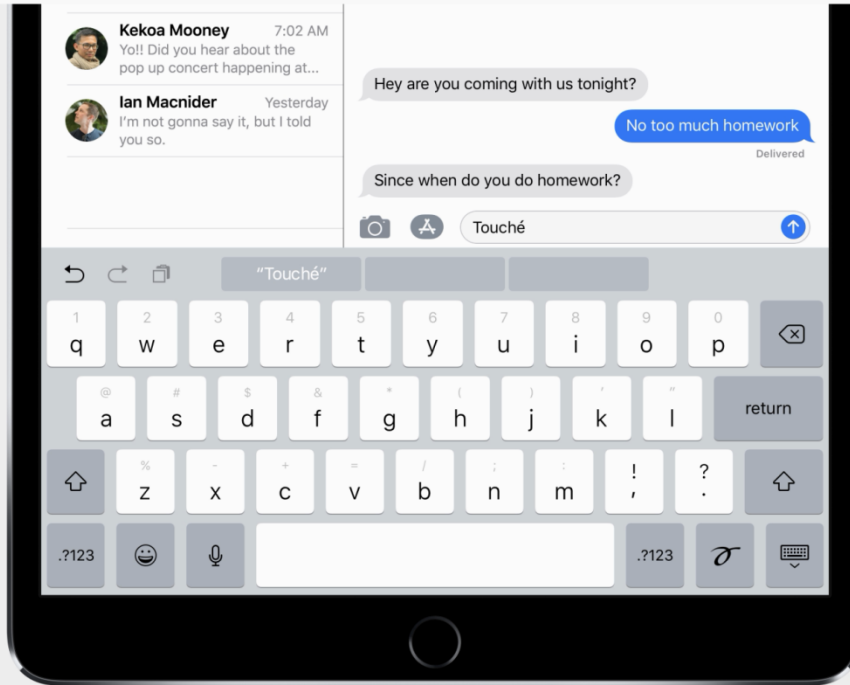 Kekoa Mooney 7:02 AM
Yo!! Did you hear about the
pop up concert happening at...
Ian Macnider Yesterday
I'm not gonna say it, but I told
you so.
Hey are you coming with us tonight?
No too much homework
Delivered
Since when do you do homework?
Touché
“Touché”
1 2 3 4 5 6 7 8 9 0
q w e r t y u i o p
@ # $ & * ( ) ' "
a s d f g h j k l return
% - + = / ; : ! ?
z x c v b n m , .
.?123 .?123